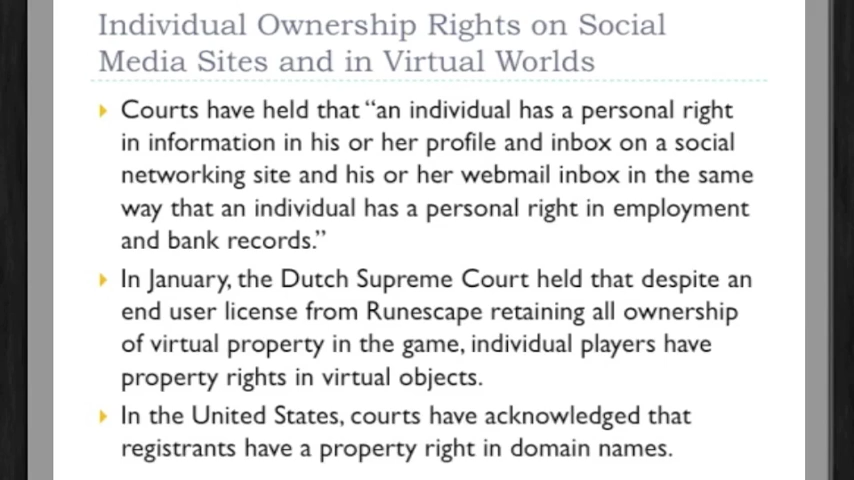 Individual Ownership Rights on Social
Media Sites and in Virtual Worlds
Courts have held that “an individual has a personal right
in information in his or her profile and inbox on a social
networking site and his or her webmail inbox in the same
way that an individual has a personal right in employment
and bank records.”
In January, the Dutch Supreme Court held that despite an
end user license from Runescape retaining all ownership
of virtual property in the game, individual players have
property rights in virtual objects.
In the United States, courts have acknowledged that
registrants have a property right in domain names.